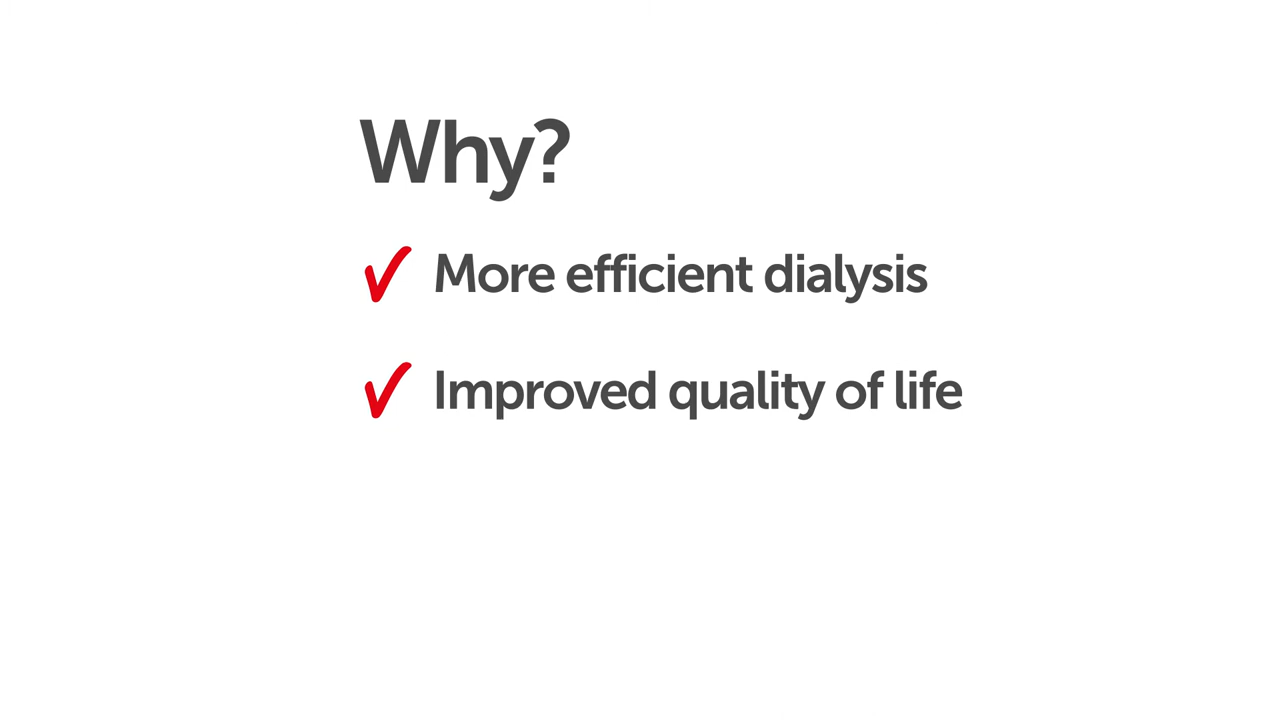 Why?
✓ More efficient dialysis
✓ Improved quality of life